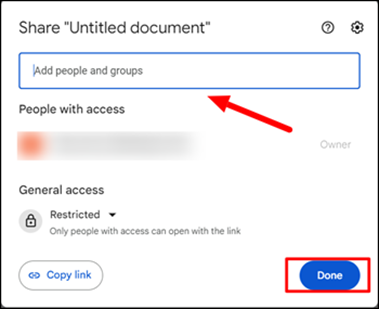 Share "Untitled document"
Add people and groups
People with access
Owner
General access
Restricted
Only people with access can open with the link
Copy link
Done